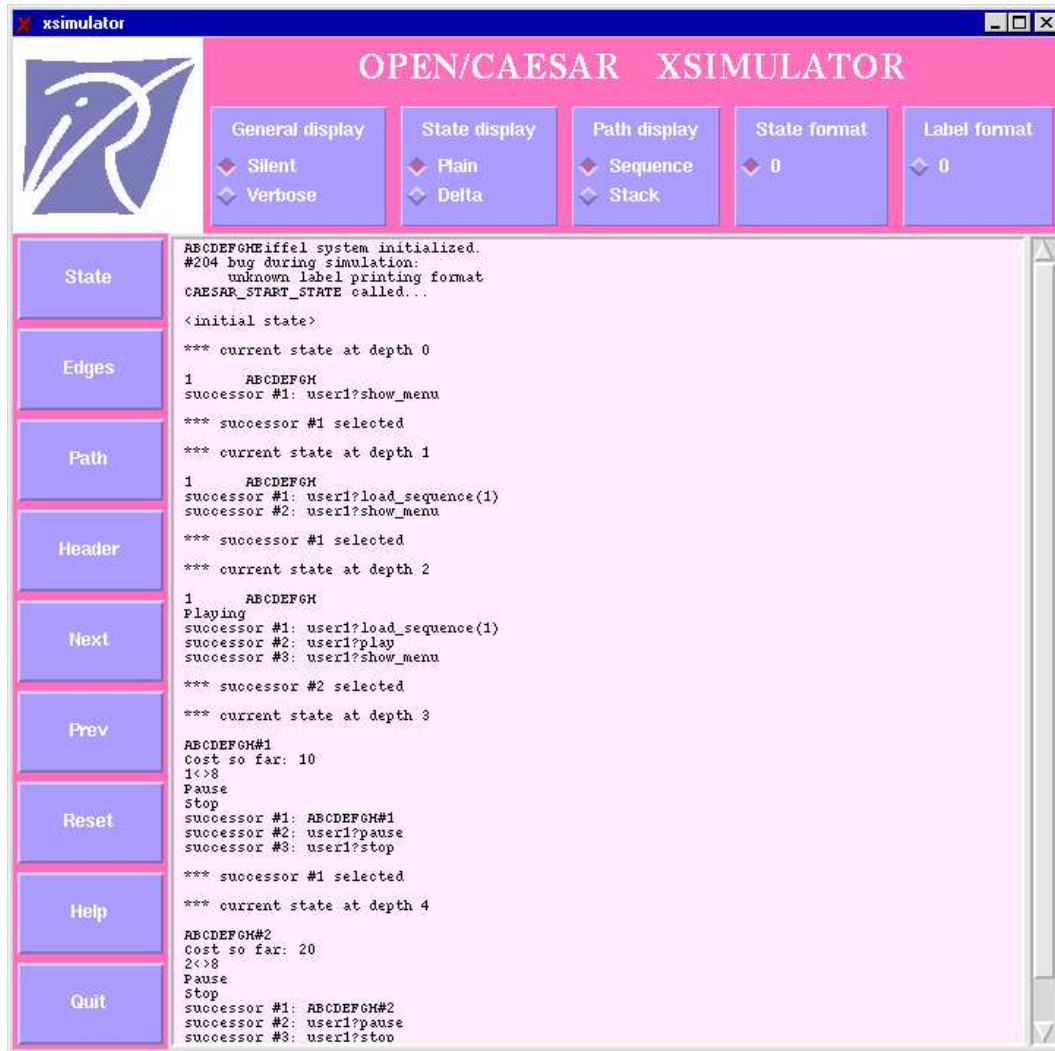 xsimulator
OPEN/CAESAR XSIMULATOR
General display
Silent
Verbose
State display
Plain
Delta
Path display
Sequence
Stack
State format
0
Label format
0
State
Edges
Path
Header
Next
Prev
Reset
Help
Quit
ABCDEFGHEiffel system initialized.
#204 bug during simulation:
unknown label printing format
CAESAR_START_STATE called...
<initial state>
*** current state at depth 0
1 ABCDEFGH
successor #1: user1?show_menu
*** successor #1 selected
*** current state at depth 1
1 ABCDEFGH
successor #1: user1?load_sequence(1)
successor #2: user1?show_menu
*** successor #1 selected
*** current state at depth 2
1 ABCDEFGH
Playing
successor #1: user1?load_sequence(1)
successor #2: user1?play
successor #3: user1?show_menu
*** successor #2 selected
*** current state at depth 3
ABCDEFGH#1
Cost so far: 10
1<>8
Pause
Stop
successor #1: ABCDEFGH#1
successor #2: user1?pause
successor #3: user1?stop
*** successor #1 selected
*** current state at depth 4
ABCDEFGH#2
Cost so far: 20
2<>8
Pause
Stop
successor #1: ABCDEFGH#2
successor #2: user1?pause
successor #3: user1?stop